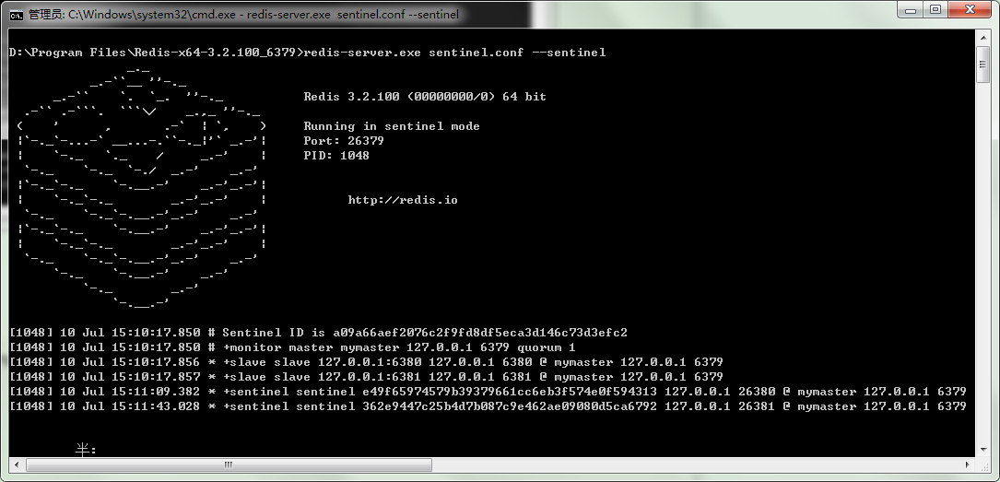 管理员: C:\Windows\system32\cmd.exe - redis-server.exe  sentinel.conf --sentinel
D:\Program Files\Redis-x64-3.2.100_6379>redis-server.exe sentinel.conf --sentinel
Redis 3.2.100 (00000000/0) 64 bit
Running in sentinel mode
Port: 26379
PID: 1048
http://redis.io
[1048] 10 Jul 15:10:17.850 # Sentinel ID is a09a66aef2076c2f9fd8df5eca3d146c73d3efc2
[1048] 10 Jul 15:10:17.850 # +monitor master mymaster 127.0.0.1 6379 quorum 1
[1048] 10 Jul 15:10:17.856 * +slave slave 127.0.0.1:6380 127.0.0.1 6380 @ mymaster 127.0.0.1 6379
[1048] 10 Jul 15:10:17.857 * +slave slave 127.0.0.1:6381 127.0.0.1 6381 @ mymaster 127.0.0.1 6379
[1048] 10 Jul 15:11:09.382 * +sentinel sentinel e49f65974579b39379661cc6eb3f574e0f594313 127.0.0.1 26380 @ mymaster 127.0.0.1 6379
[1048] 10 Jul 15:11:43.028 * +sentinel sentinel 362e9447c25b4d7b087c9e462ae09080d5ca6792 127.0.0.1 26381 @ mymaster 127.0.0.1 6379
半: